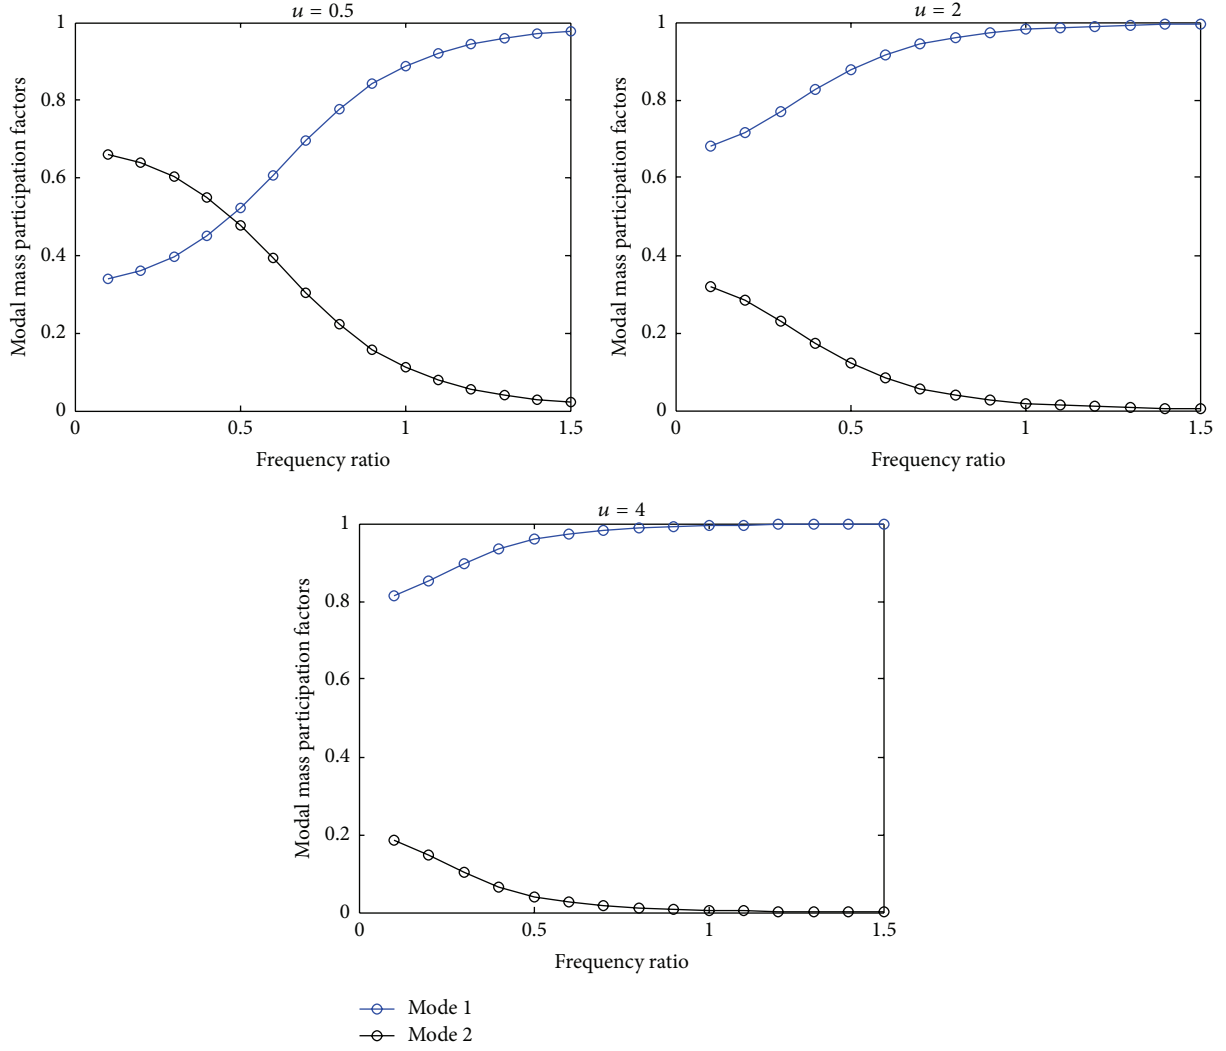 u = 0.5
1
0.8
0.6
0.4
0.2
0
0
0.5
1
1.5
Modal mass participation factors
Frequency ratio
u = 2
1
0.8
0.6
0.4
0.2
0
0
0.5
1
1.5
Modal mass participation factors
Frequency ratio
u = 4
1
0.8
0.6
0.4
0.2
0
0
0.5
1
1.5
Modal mass participation factors
Frequency ratio
Mode 1
Mode 2